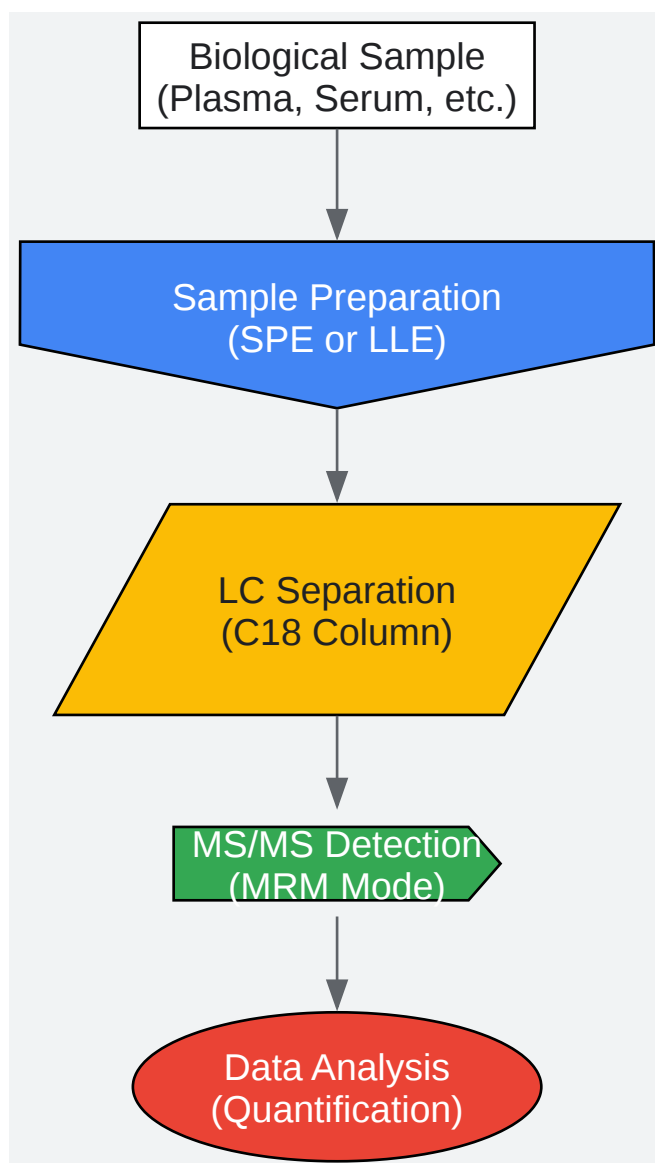 Biological Sample
(Plasma, Serum, etc.)
Sample Preparation
(SPE or LLE)
LC Separation
(C18 Column)
MS/MS Detection
(MRM Mode)
Data Analysis
(Quantification)